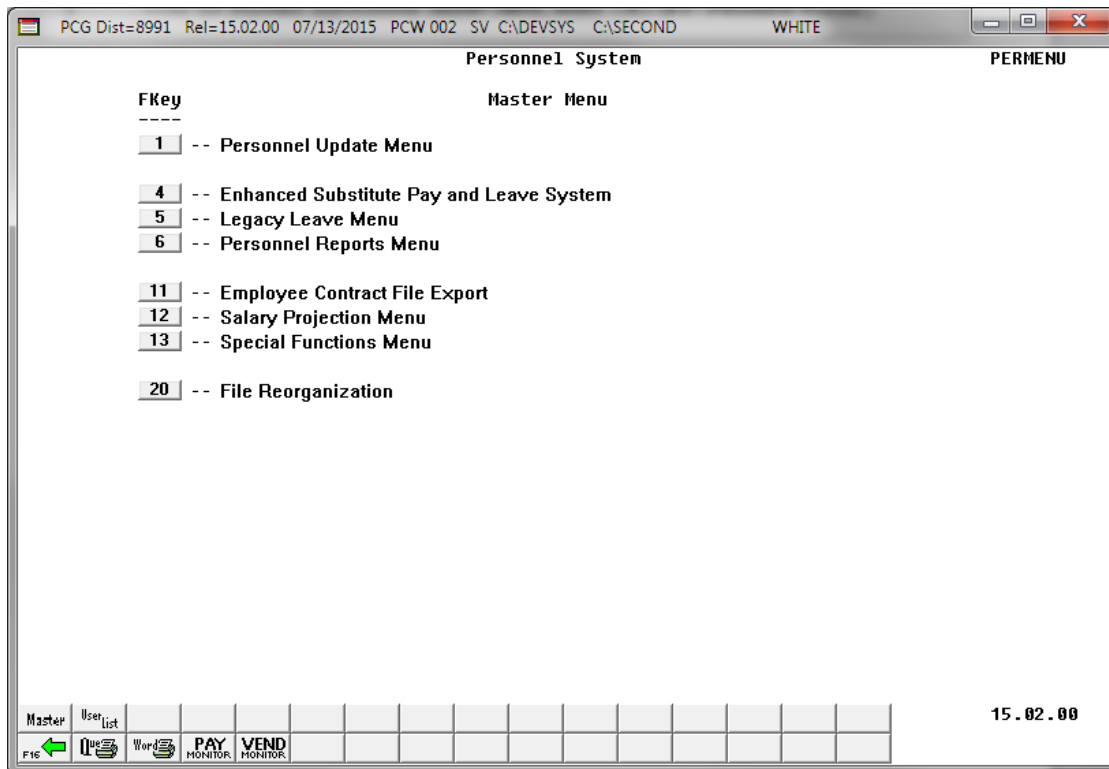 PCG Dist=8991 Rel=15.02.00 07/13/2015 PCW 002 SV C:\DEVSYS C:\SECOND WHITE
Personnel System PERMENU
FKey Master Menu
----
1 -- Personnel Update Menu
4 -- Enhanced Substitute Pay and Leave System
5 -- Legacy Leave Menu
6 -- Personnel Reports Menu
11 -- Employee Contract File Export
12 -- Salary Projection Menu
13 -- Special Functions Menu
20 -- File Reorganization
Master User List 15.02.00
F16 Que Word PAY MONITOR VEND MONITOR